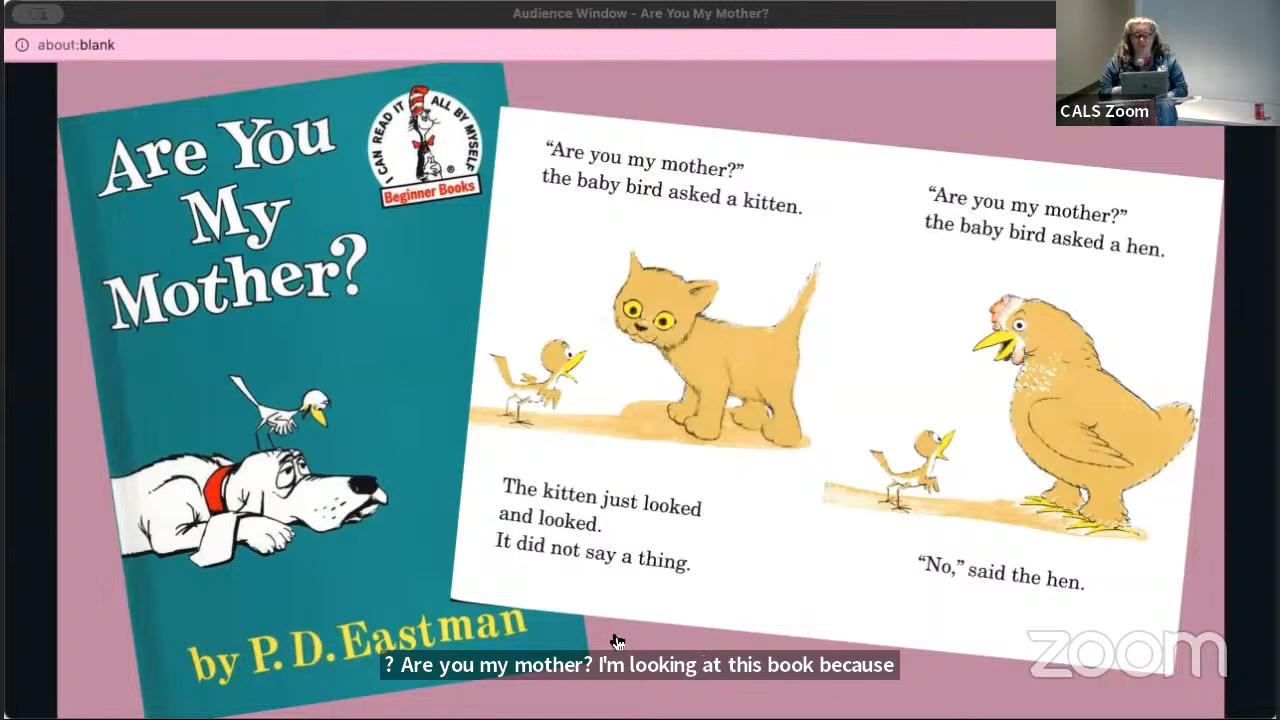 Audience Window - Are You My Mother?
about:blank
CALS Zoom
Are You
My
Mother?
I CAN READ IT ALL BY MYSELF
®
Beginner Books
by P.D. Eastman
“Are you my mother?”
the baby bird asked a kitten.
The kitten just looked
and looked.
It did not say a thing.
“Are you my mother?”
the baby bird asked a hen.
“No,” said the hen.
? Are you my mother? I'm looking at this book because
zoom